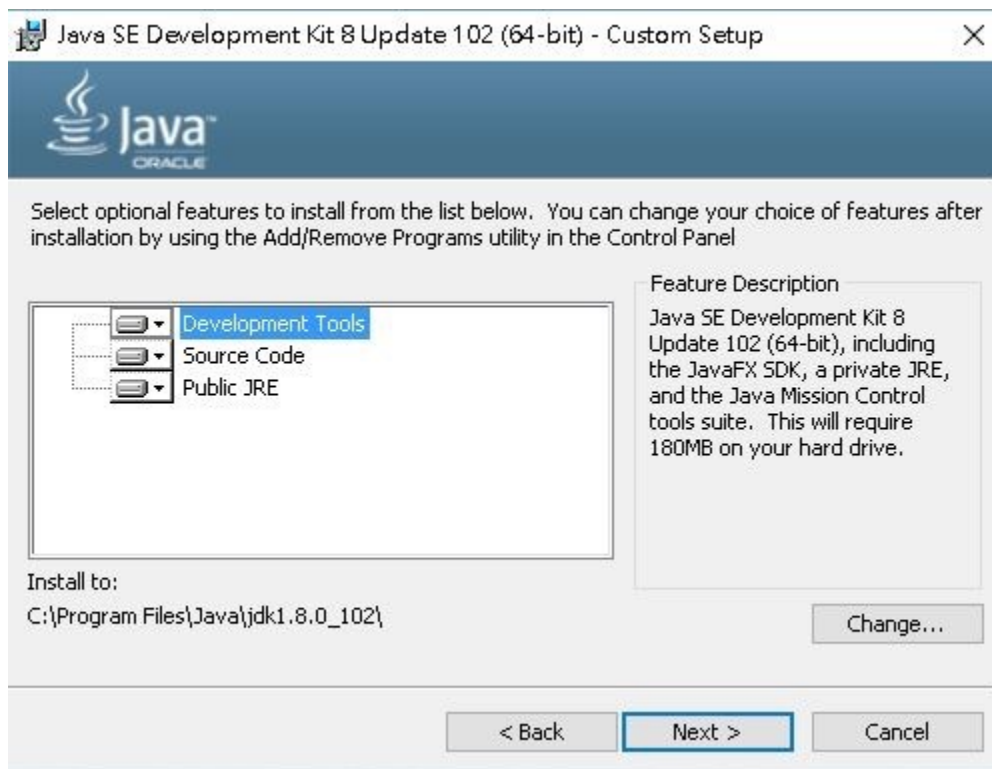 Java SE Development Kit 8 Update 102 (64-bit) - Custom Setup
Java™
ORACLE
Select optional features to install from the list below.  You can change your choice of features after
installation by using the Add/Remove Programs utility in the Control Panel
Development Tools
Source Code
Public JRE
Feature Description
Java SE Development Kit 8
Update 102 (64-bit), including
the JavaFX SDK, a private JRE,
and the Java Mission Control
tools suite.  This will require
180MB on your hard drive.
Install to:
C:\Program Files\Java\jdk1.8.0_102\
Change...
< Back
Next >
Cancel